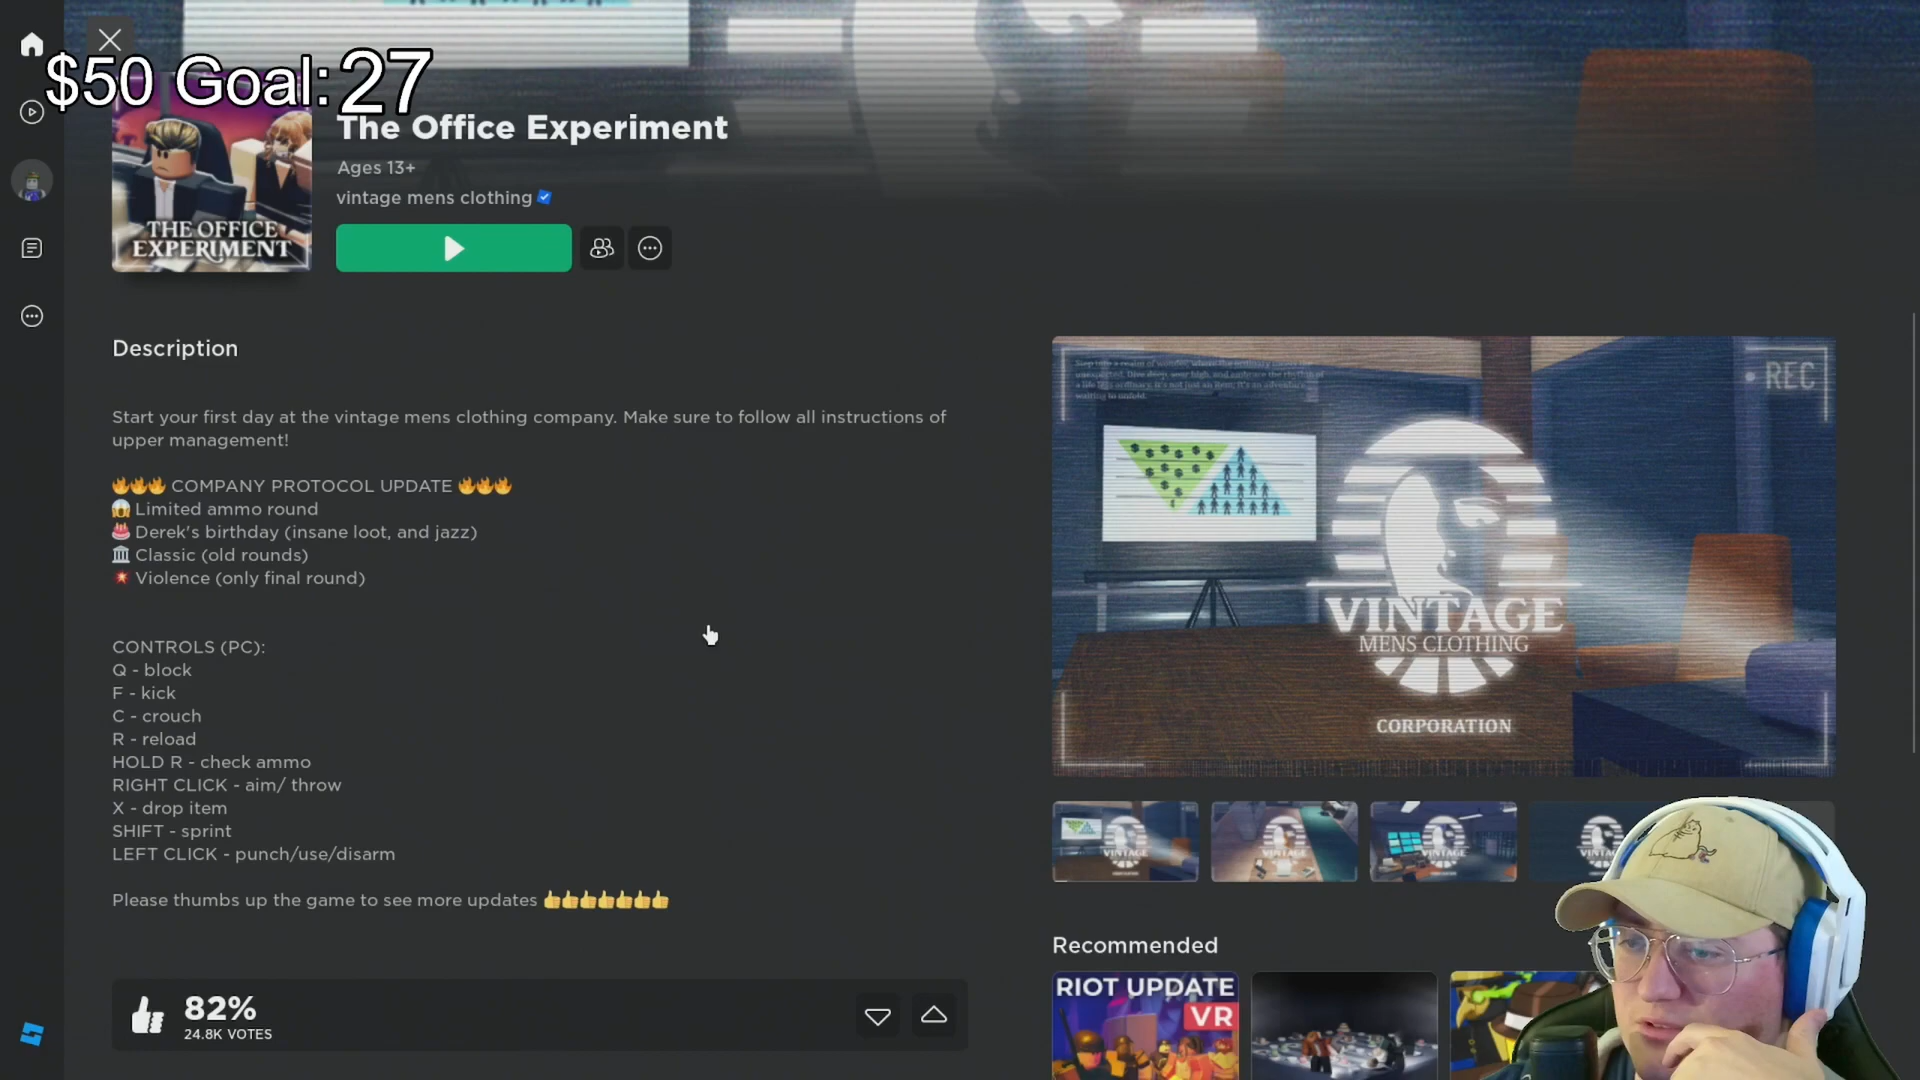 $50 Goal: 27
The Office Experiment
Ages 13+
vintage mens clothing
THE OFFICE
EXPERIMENT
Description
Start your first day at the vintage mens clothing company. Make sure to follow all instructions of
upper management!
🔥🔥🔥 COMPANY PROTOCOL UPDATE 🔥🔥🔥
😱 Limited ammo round
🎂 Derek's birthday (insane loot, and jazz)
🏛 Classic (old rounds)
💥 Violence (only final round)
CONTROLS (PC):
Q - block
F - kick
C - crouch
R - reload
HOLD R - check ammo
RIGHT CLICK - aim/ throw
X - drop item
SHIFT - sprint
LEFT CLICK - punch/use/disarm
Please thumbs up the game to see more updates 👍👍👍👍👍👍👍
82%
24.8K VOTES
REC
VINTAGE
MENS CLOTHING
CORPORATION
VINTAGE
VINTAGE
VINTAGE
Recommended
RIOT UPDATE
VR